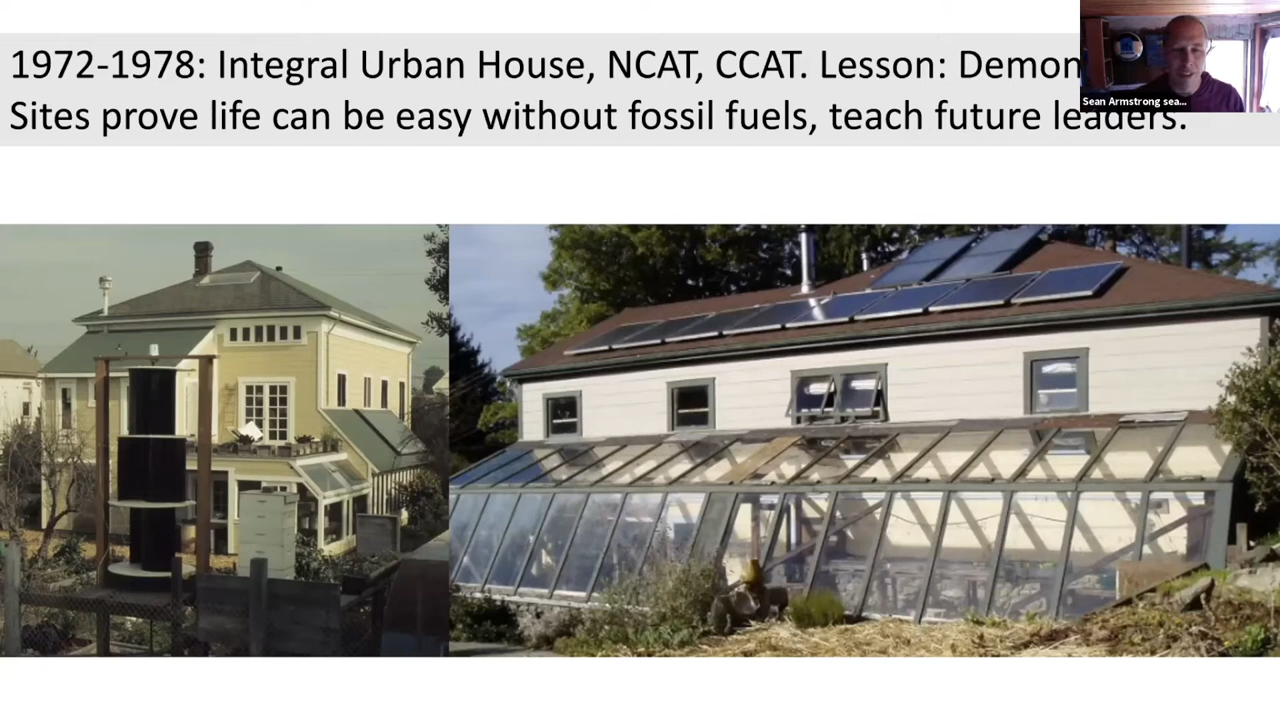 1972-1978: Integral Urban House, NCAT, CCAT. Lesson: Demon
Sites prove life can be easy without fossil fuels, teach future leaders.
Sean Armstrong sea...